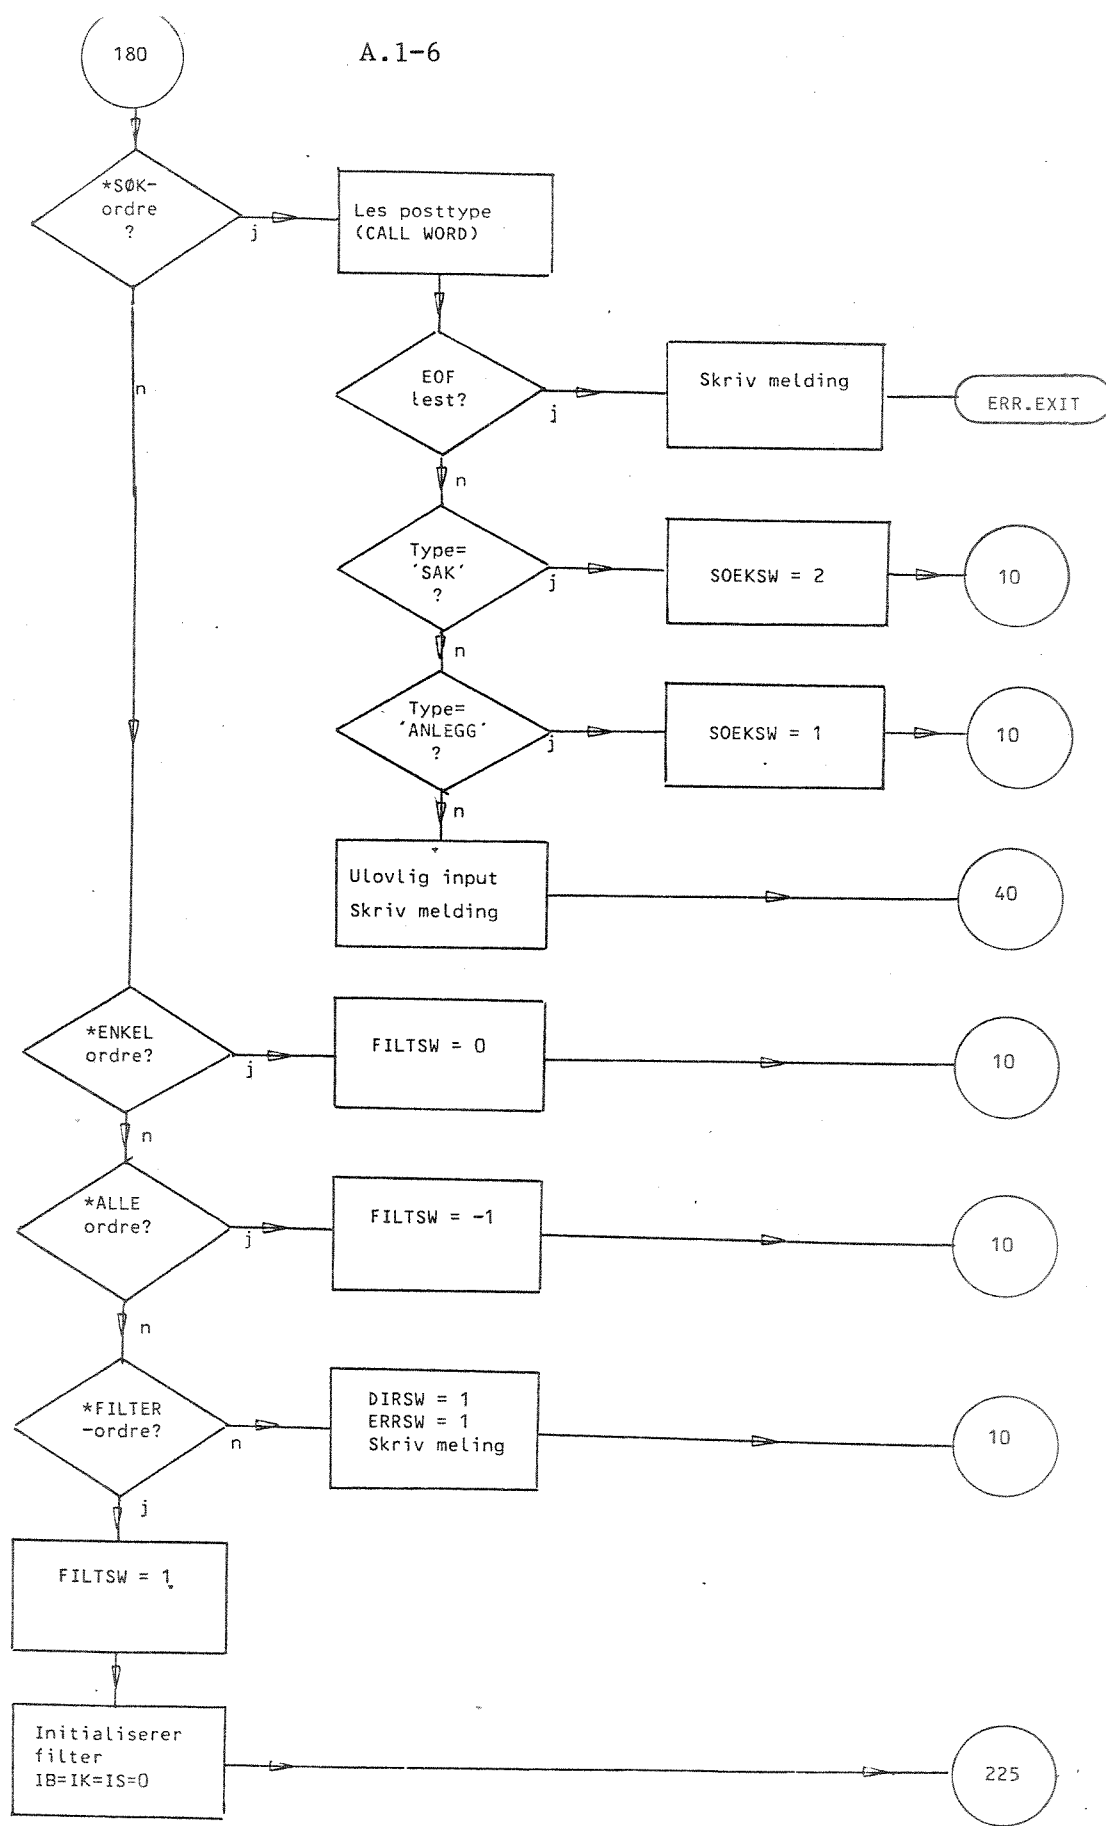 180
A.1-6
*SØK-
ordre
?
j
Les posttype
(CALL WORD)
n
EOF
lest?
j
Skriv melding
ERR.EXIT
n
Type=
'SAK'
?
j
SOEKSW = 2
10
n
Type=
'ANLEGG'
?
j
SOEKSW = 1
10
n
Ulovlig input
Skriv melding
40
*ENKEL
ordre?
j
FILTSW = 0
10
n
*ALLE
ordre?
j
FILTSW = -1
10
n
*FILTER
-ordre?
n
DIRSW = 1
ERRSW = 1
Skriv meling
10
j
FILTSW = 1
Initialiserer
filter
IB=IK=IS=0
225